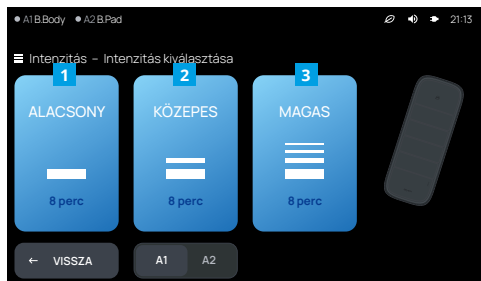 A1 B.Body A2 B.Pad 21:13
Intenzitás – Intenzitás kiválasztása
1 2 3
ALACSONY KÖZEPES MAGAS
8 perc 8 perc 8 perc
← VISSZA A1 A2